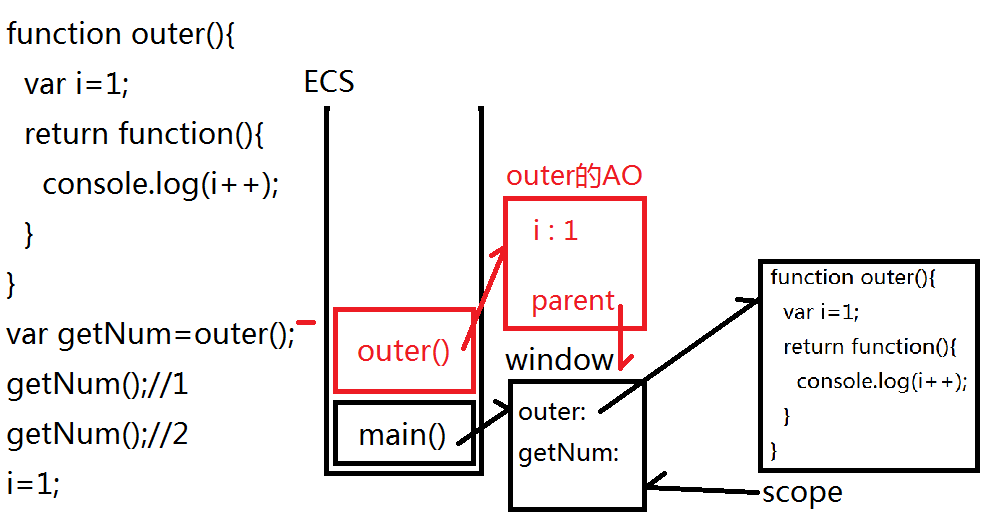 function outer(){
var i=1;
return function(){
console.log(i++);
}
}
var getNum=outer();
getNum();//1
getNum();//2
i=1;
ECS
outer()
main()
outer的AO
i : 1
parent
window
outer:
getNum:
function outer(){
var i=1;
return function(){
console.log(i++);
}
}
scope